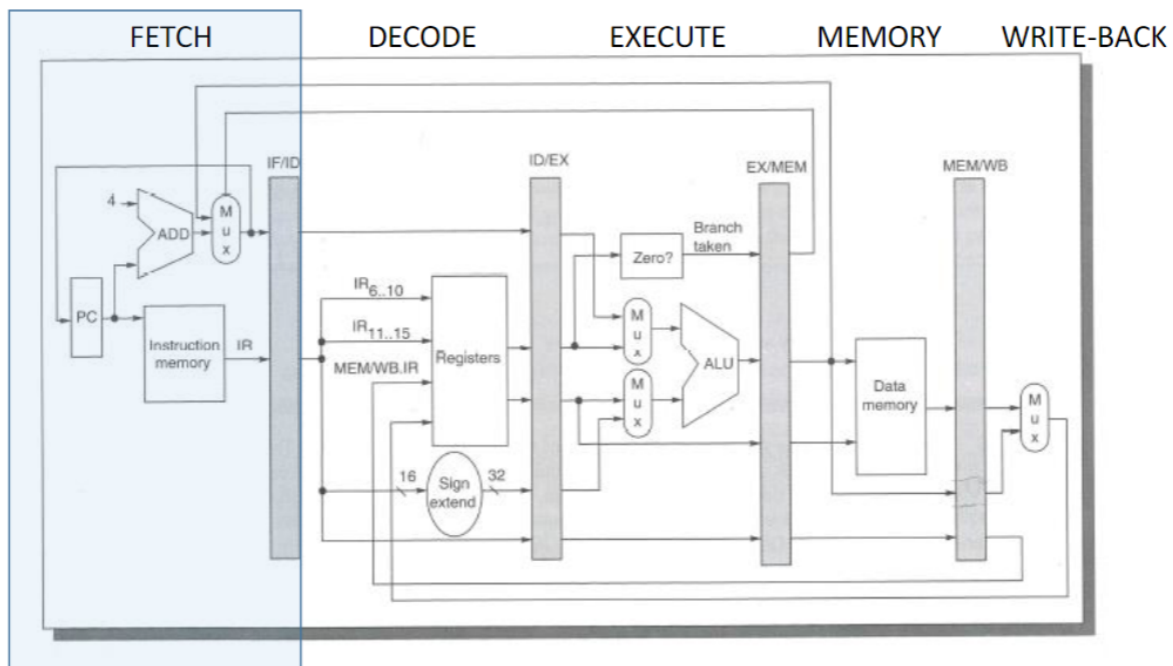 FETCH DECODE EXECUTE MEMORY WRITE-BACK
IF/ID
ID/EX
EX/MEM
MEM/WB
4
ADD
M
u
x
Branch
taken
Zero?
PC
Instruction
memory
IR
IR6..10
IR11..15
MEM/WB.IR
Registers
M
u
x
M
u
x
ALU
Data
memory
M
u
x
16
Sign
extend
32